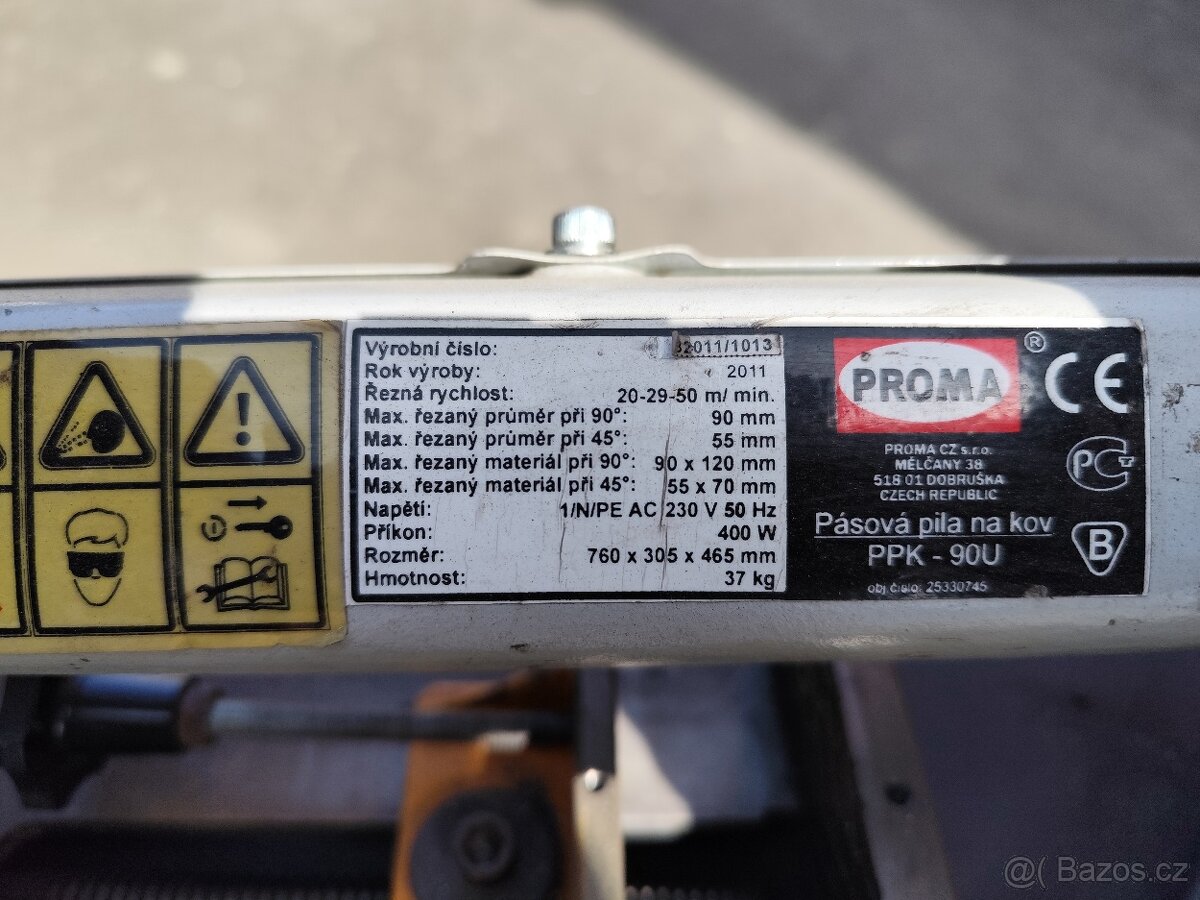 Výrobní číslo: 32011/1013
Rok výroby: 2011
Řezná rychlost: 20-29-50 m/ min.
Max. řezaný průměr při 90°: 90 mm
Max. řezaný průměr při 45°: 55 mm
Max. řezaný materiál při 90°: 90 x 120 mm
Max. řezaný materiál při 45°: 55 x 70 mm
Napětí: 1/N/PE AC 230 V 50 Hz
Příkon: 400 W
Rozměr: 760 x 305 x 465 mm
Hmotnost: 37 kg
PROMA ® CE
PROMA CZ s.r.o.
MĚLČANY 38
518 01 DOBRUŠKA
CZECH REPUBLIC
Pásová pila na kov
PPK - 90U
obj.číslo: 25330745
PC
B
@( Bazos.cz